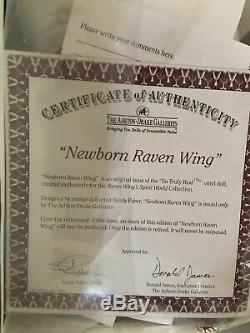 Please write your comments here.
CERTIFICATE of AUTHENTICITY
THE ASHTON-DRAKE GALLERIES
Bringing You Dolls of Irresistible Value
"Newborn Raven Wing"
"Newborn Raven Wing" is an original issue of the "So Truly Real"™ vinyl doll,
created exclusively for the Raven Wing's Spirit World Collection.
Designed by master doll artist Sandy Faber, "Newborn Raven Wing" is issued only by
The Ashton-Drake Galleries.
Upon the retirement of this issue, no more of this edition of "Newborn Raven
Wing" will ever be produced. Once the edition is retired, it will be reopened.
Approved by:
Donald James
Sandy Faber,
Donald James, Executive Director
The Ashton-Drake Galleries